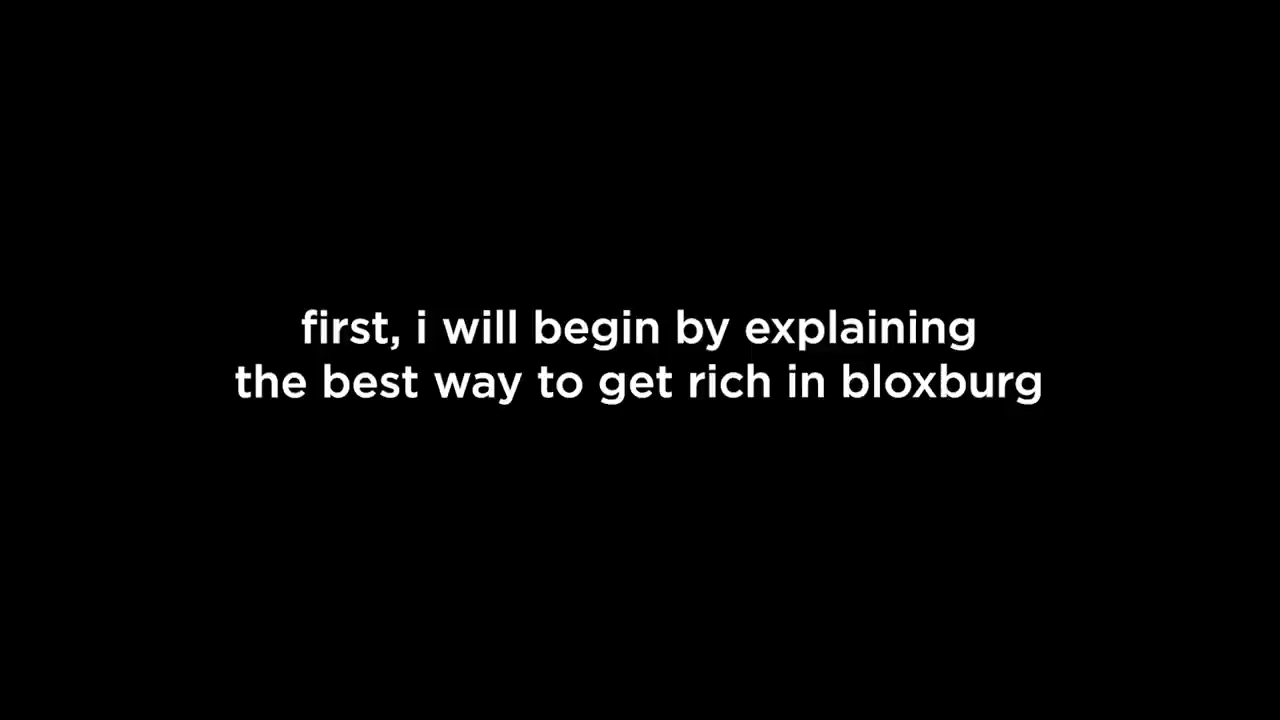 first, i will begin by explaining
the best way to get rich in bloxburg